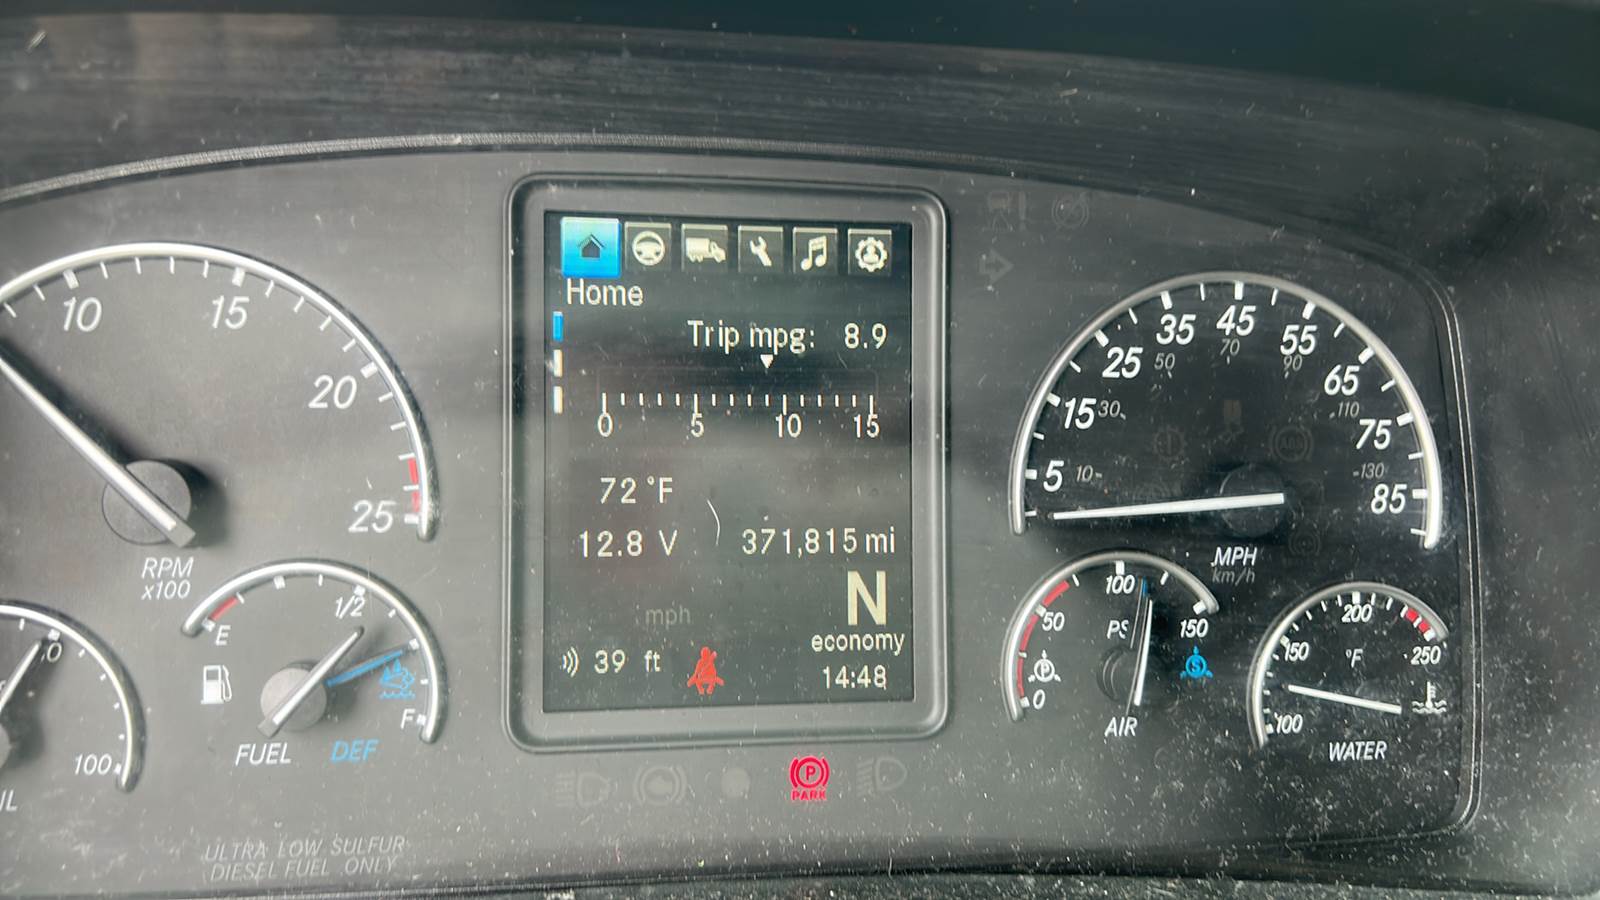 Home
Trip mpg: 8.9
0 5 10 15
72 °F
12.8 V
371,815 mi
mph
N
economy
39 ft
14:48
10
15
20
25
RPM
x100
E
1/2
F
FUEL
DEF
100
ULTRA LOW SULFUR
DIESEL FUEL ONLY
P
PARK
5
15
25
35
45
55
65
75
85
10
30
50
70
90
110
130
MPH
km/h
ABS
0
50
100
150
P
S
AIR
100
150
200
250
°F
WATER